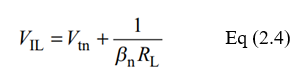 V_IL = V_tn + 1 / (β_n R_L)    Eq (2.4)